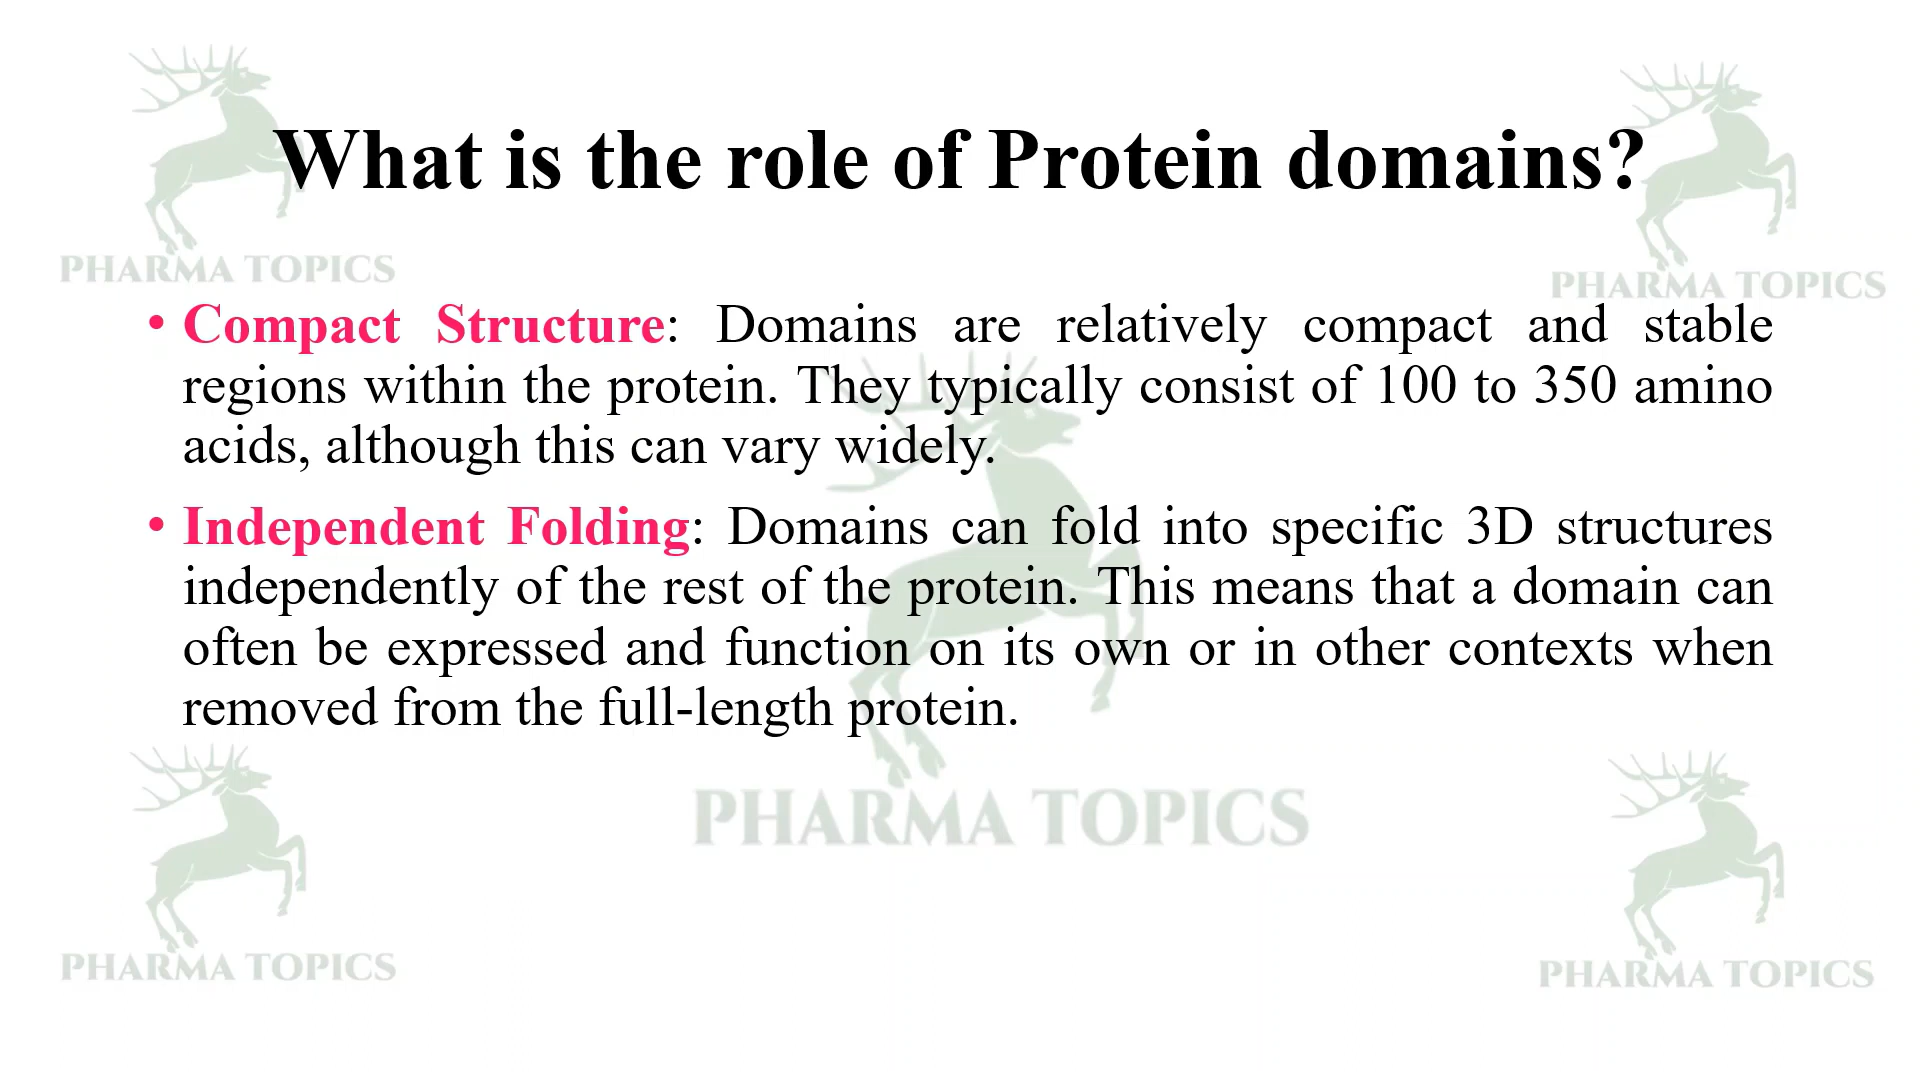 What is the role of Protein domains?
PHARMA TOPICS
PHARMA TOPICS
• Compact Structure: Domains are relatively compact and stable
regions within the protein. They typically consist of 100 to 350 amino
acids, although this can vary widely.
• Independent Folding: Domains can fold into specific 3D structures
independently of the rest of the protein. This means that a domain can
often be expressed and function on its own or in other contexts when
removed from the full-length protein.
PHARMA TOPICS
PHARMA TOPICS
PHARMA TOPICS